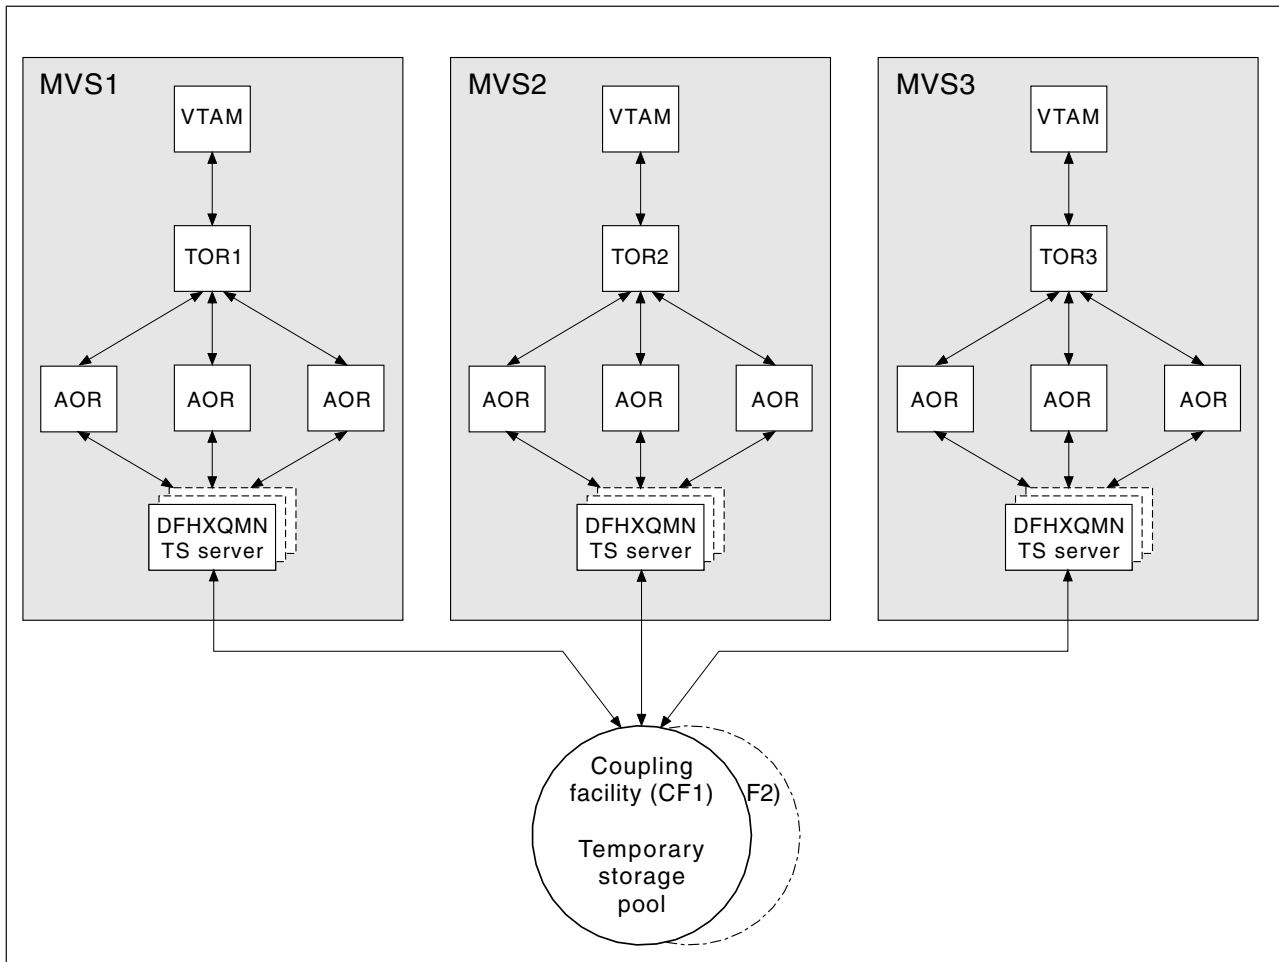 MVS1
VTAM
TOR1
AOR
AOR
AOR
DFHXQMN
TS server
MVS2
VTAM
TOR2
AOR
AOR
AOR
DFHXQMN
TS server
MVS3
VTAM
TOR3
AOR
AOR
AOR
DFHXQMN
TS server
Coupling
facility (CF1)
F2)
Temporary
storage
pool